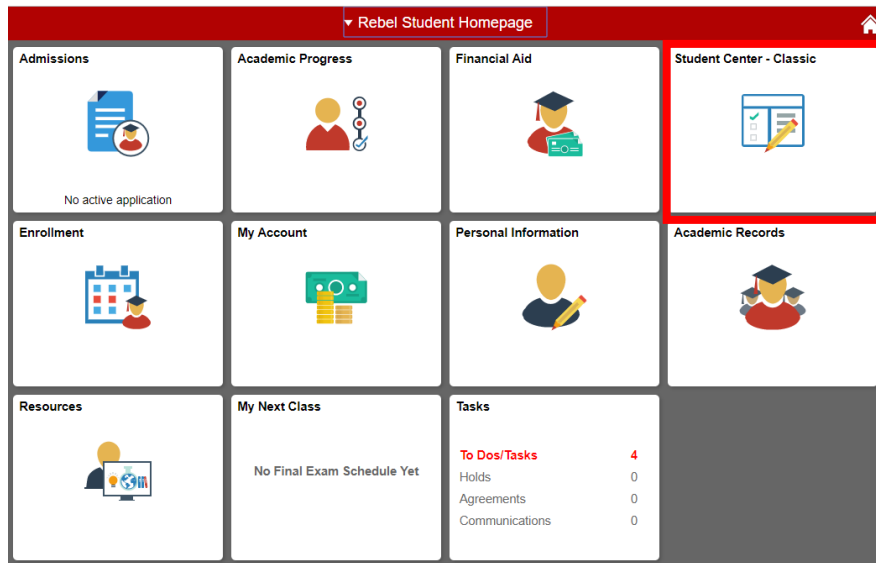 Rebel Student Homepage
Admissions
No active application
Academic Progress
Financial Aid
Student Center - Classic
Enrollment
My Account
Personal Information
Academic Records
Resources
My Next Class
No Final Exam Schedule Yet
Tasks
To Dos/Tasks 4
Holds 0
Agreements 0
Communications 0